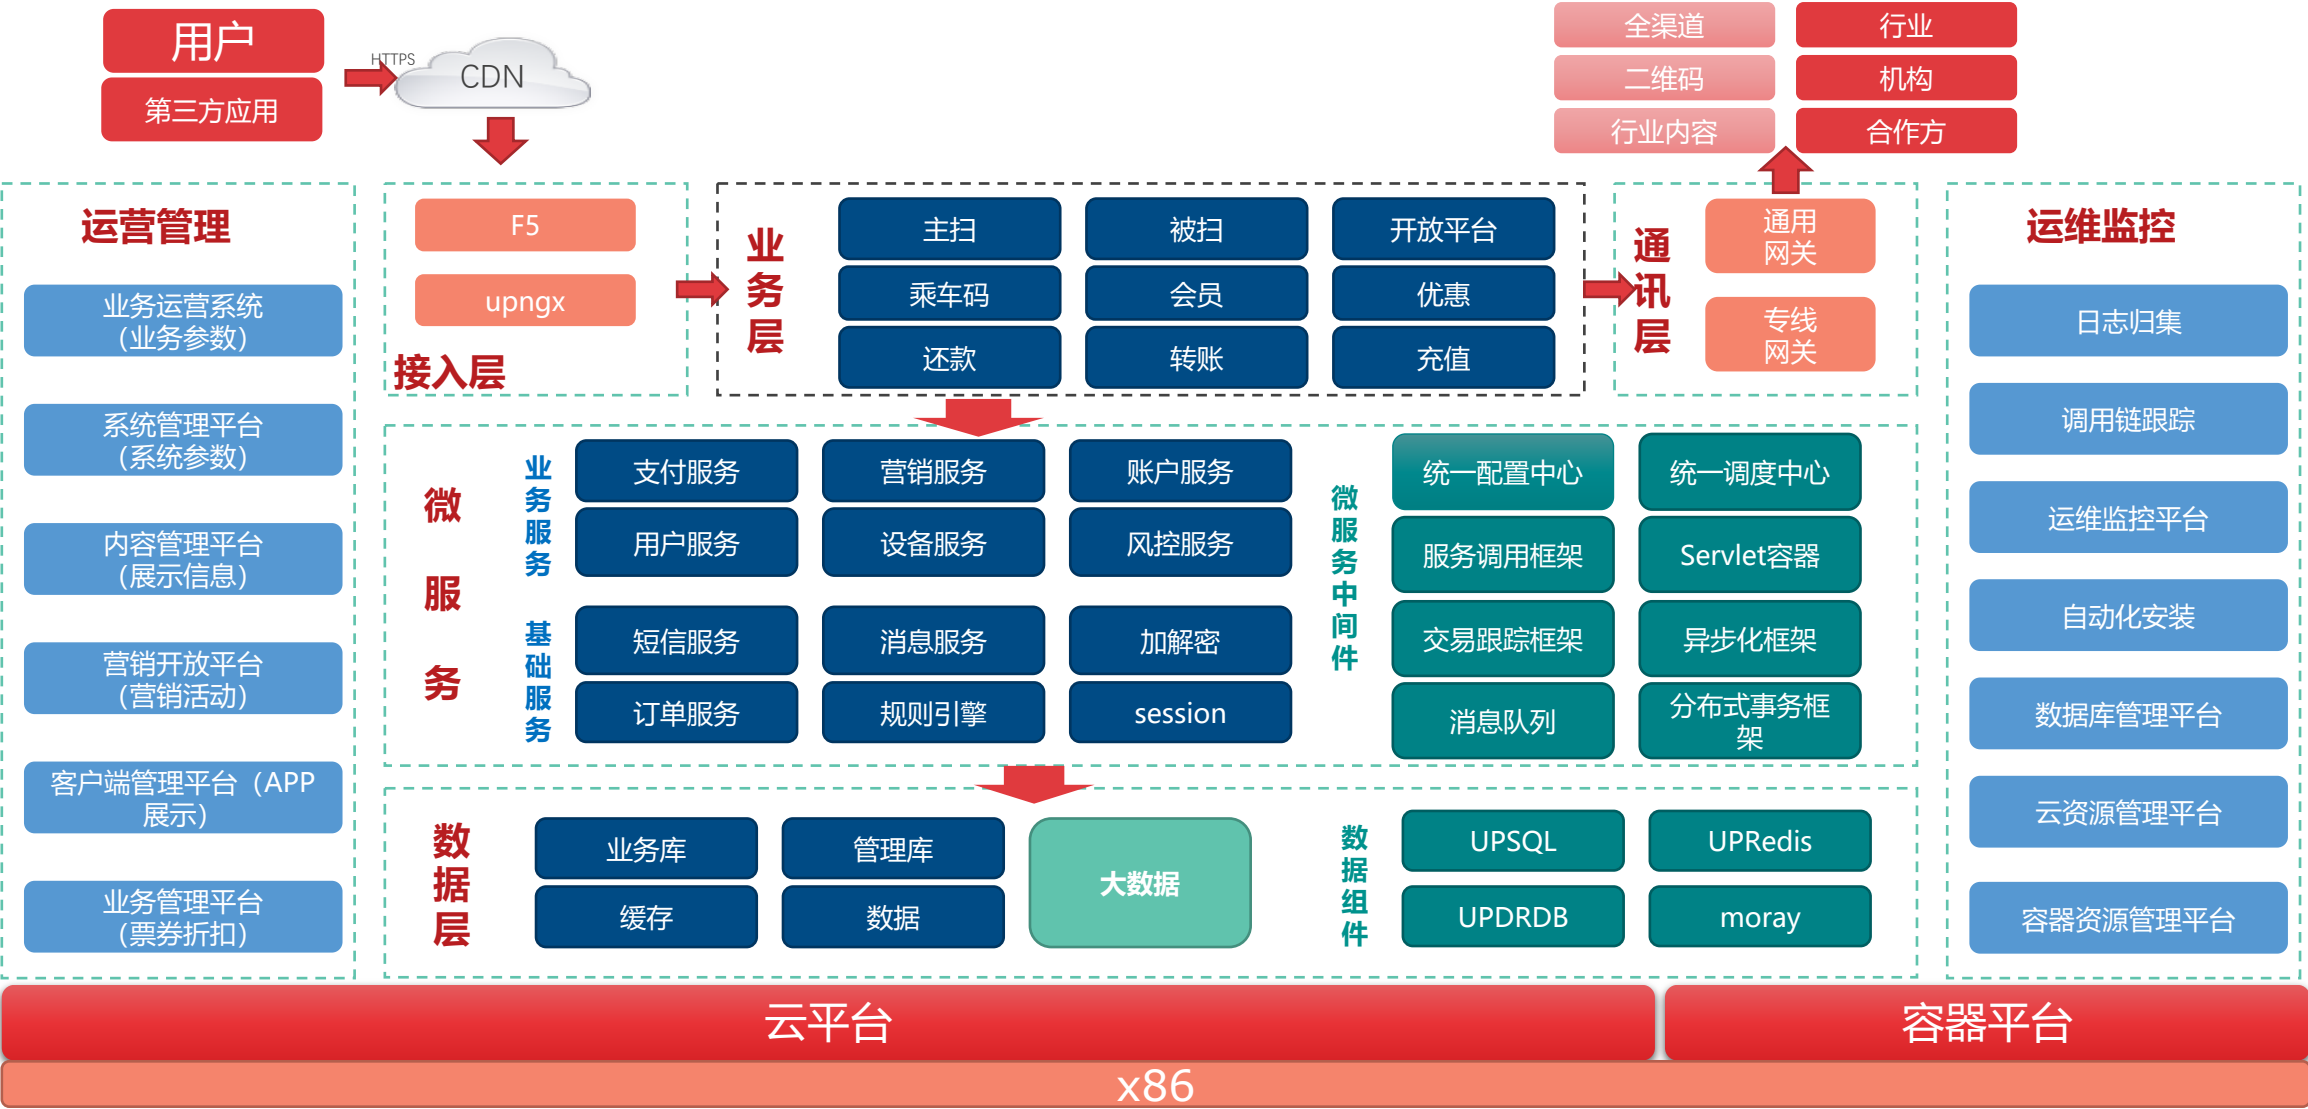 用户
第三方应用
HTTPS
CDN
全渠道
行业
二维码
机构
行业内容
合作方
运营管理
业务运营系统
（业务参数）
系统管理平台
（系统参数）
内容管理平台
（展示信息）
营销开放平台
（营销活动）
客户端管理平台（APP
展示）
业务管理平台
（票券折扣）
F5
upngx
接入层
业务层
主扫
被扫
开放平台
乘车码
会员
优惠
还款
转账
充值
通讯层
通用
网关
专线
网关
微服务
业务服务
支付服务
营销服务
账户服务
用户服务
设备服务
风控服务
基础服务
短信服务
消息服务
加解密
订单服务
规则引擎
session
微服务中间件
统一配置中心
统一调度中心
服务调用框架
Servlet容器
交易跟踪框架
异步化框架
消息队列
分布式事务框
架
数据层
业务库
管理库
缓存
数据
大数据
数据组件
UPSQL
UPRedis
UPDRDB
moray
运维监控
日志归集
调用链跟踪
运维监控平台
自动化安装
数据库管理平台
云资源管理平台
容器资源管理平台
云平台
容器平台
x86